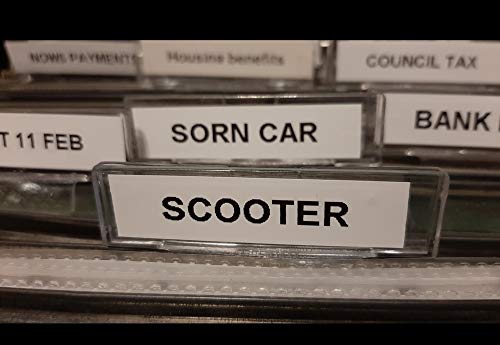 NOWS PAYMENTS
Housing benefits
COUNCIL TAX
T 11 FEB
SORN CAR
BANK
SCOOTER